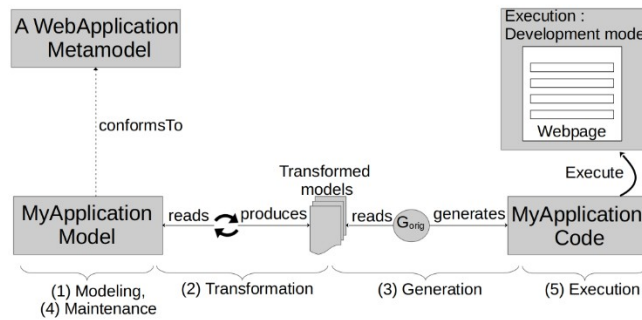 A WebApplication
Metamodel
Execution :
Development mode
Webpage
conformsTo
Execute
Transformed
models
MyApplication
Model
reads
produces
reads
Gorig
generates
MyApplication
Code
(1) Modeling,
(4) Maintenance
(2) Transformation
(3) Generation
(5) Execution